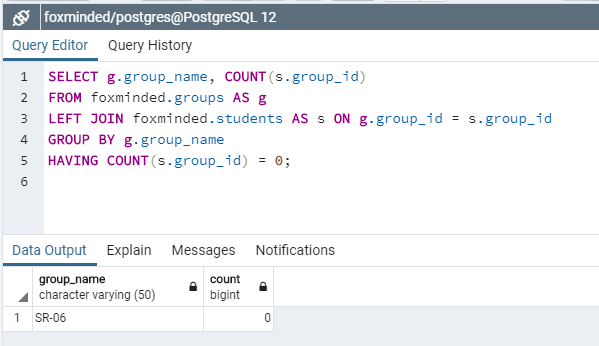 foxminded/postgres@PostgreSQL 12
Query Editor Query History
1 SELECT g.group_name, COUNT(s.group_id)
2 FROM foxminded.groups AS g
3 LEFT JOIN foxminded.students AS s ON g.group_id = s.group_id
4 GROUP BY g.group_name
5 HAVING COUNT(s.group_id) = 0;
6
Data Output Explain Messages Notifications
group_name count
character varying (50) bigint
1 SR-06 0